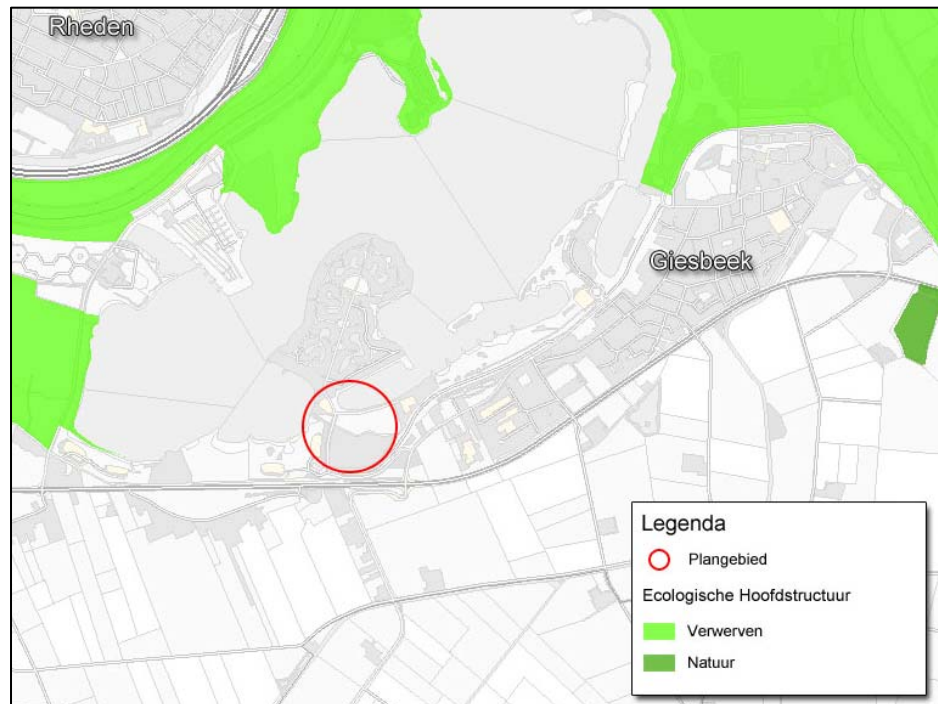 Rheden
Giesbeek
Legenda
Plangebied
Ecologische Hoofdstructuur
Verwerven
Natuur